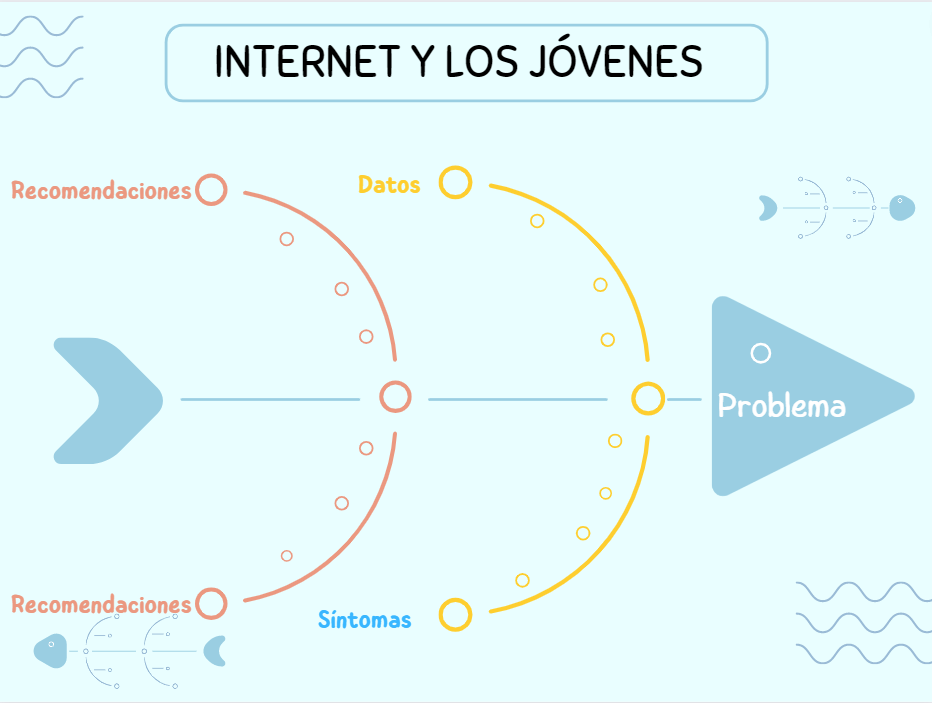 INTERNET Y LOS JÓVENES
Recomendaciones
Datos
Problema
Recomendaciones
Síntomas